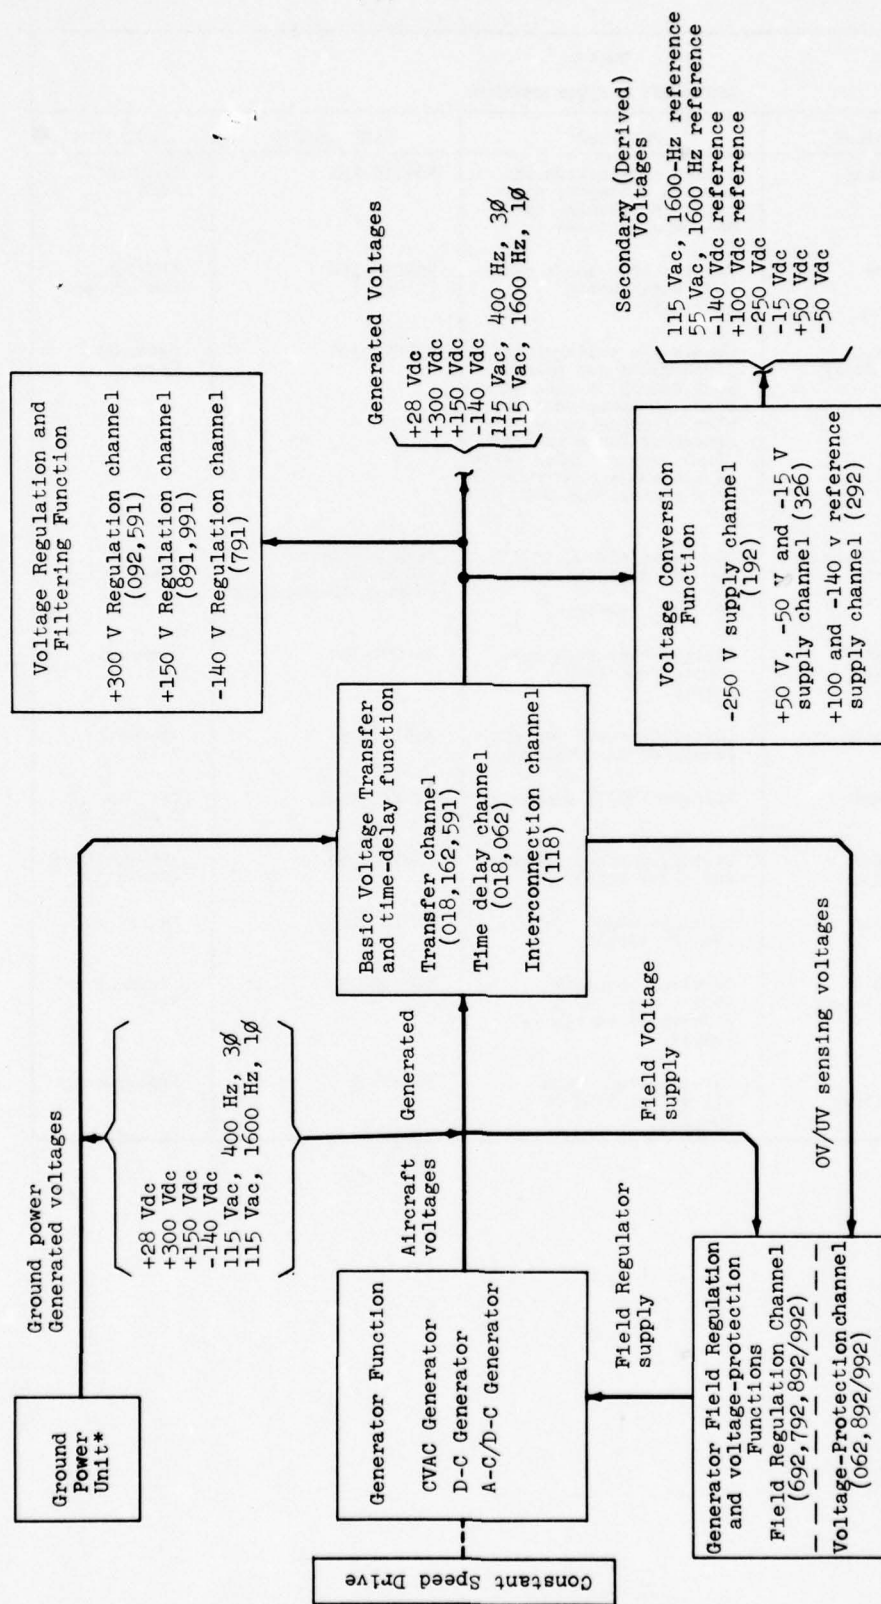 Ground
Power
Unit*
Ground power
Generated voltages
+28 Vdc
+300 Vdc
+150 Vdc
-140 Vdc
115 Vac, 400 Hz, 3Ø
115 Vac, 1600 Hz, 1Ø
Constant Speed Drive
Generator Function
CVAC Generator
D-C Generator
A-C/D-C Generator
Aircraft
voltages
Generated
Field Regulator
supply
Field Voltage
supply
Generator Field Regulation
and voltage-protection
Functions
Field Regulation Channel
(692,792,892/992)
Voltage-Protection channel
(062,892/992)
OV/UV sensing voltages
Basic Voltage Transfer
and time-delay function
Transfer channel
(018,162,591)
Time delay channel
(018,062)
Interconnection channel
(118)
Voltage Regulation and
Filtering Function
+300 V Regulation channel
(092,591)
+150 V Regulation channel
(891,991)
-140 V Regulation channel
(791)
Generated Voltages
+28 Vdc
+300 Vdc
+150 Vdc
-140 Vdc
115 Vac, 400 Hz, 3Ø
115 Vac, 1600 Hz, 1Ø
Voltage Conversion
Function
-250 V supply channel
(192)
+50 V, -50 V and -15 V
supply channel (326)
+100 and -140 v reference
supply channel (292)
Secondary (Derived)
Voltages
115 Vac, 1600-Hz reference
55 Vac, 1600 Hz reference
-140 Vdc reference
+100 Vdc reference
-250 Vdc
-15 Vdc
+50 Vdc
-50 Vdc